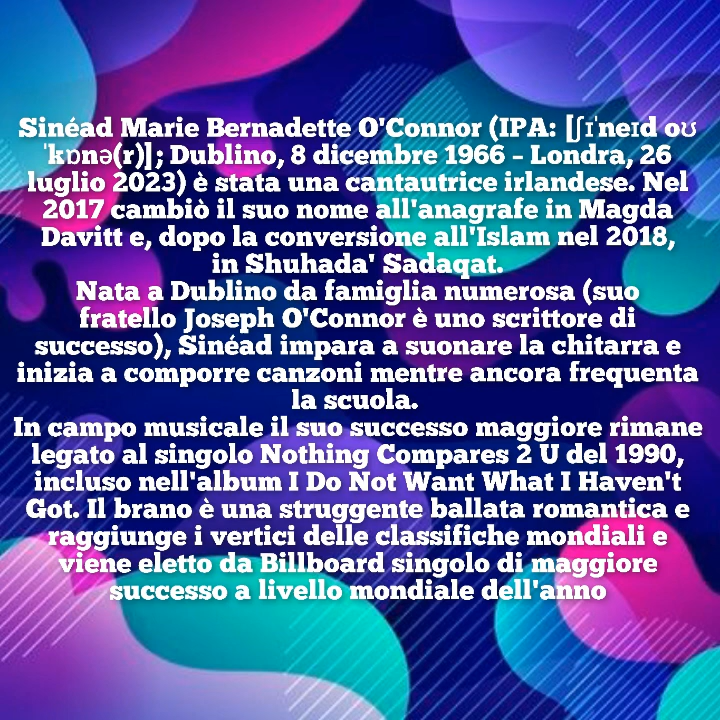 Sinéad Marie Bernadette O'Connor (IPA: [ʃɪˈneɪd oʊ
ˈkɒnə(r)]; Dublino, 8 dicembre 1966 – Londra, 26
luglio 2023) è stata una cantautrice irlandese. Nel
2017 cambiò il suo nome all'anagrafe in Magda
Davitt e, dopo la conversione all'Islam nel 2018,
in Shuhada' Sadaqat.
Nata a Dublino da famiglia numerosa (suo
fratello Joseph O'Connor è uno scrittore di
successo), Sinéad impara a suonare la chitarra e
inizia a comporre canzoni mentre ancora frequenta
la scuola.
In campo musicale il suo successo maggiore rimane
legato al singolo Nothing Compares 2 U del 1990,
incluso nell'album I Do Not Want What I Haven't
Got. Il brano è una struggente ballata romantica e
raggiunge i vertici delle classifiche mondiali e
viene eletto da Billboard singolo di maggiore
successo a livello mondiale dell'anno